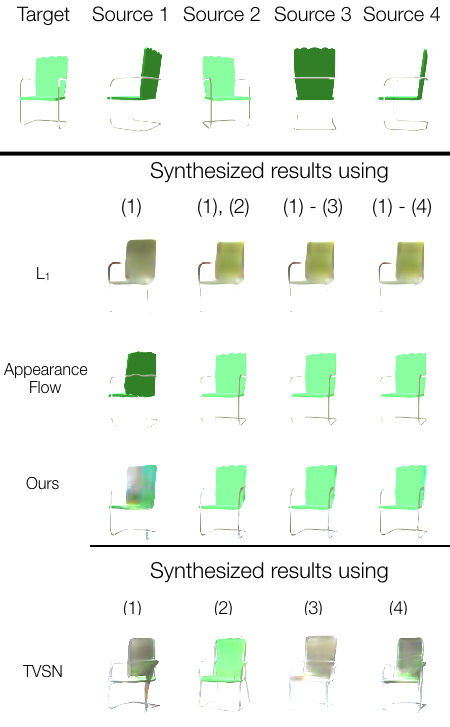 Target Source 1 Source 2 Source 3 Source 4
Synthesized results using
(1) (1), (2) (1) - (3) (1) - (4)
L₁
Appearance
Flow
Ours
Synthesized results using
(1) (2) (3) (4)
TVSN